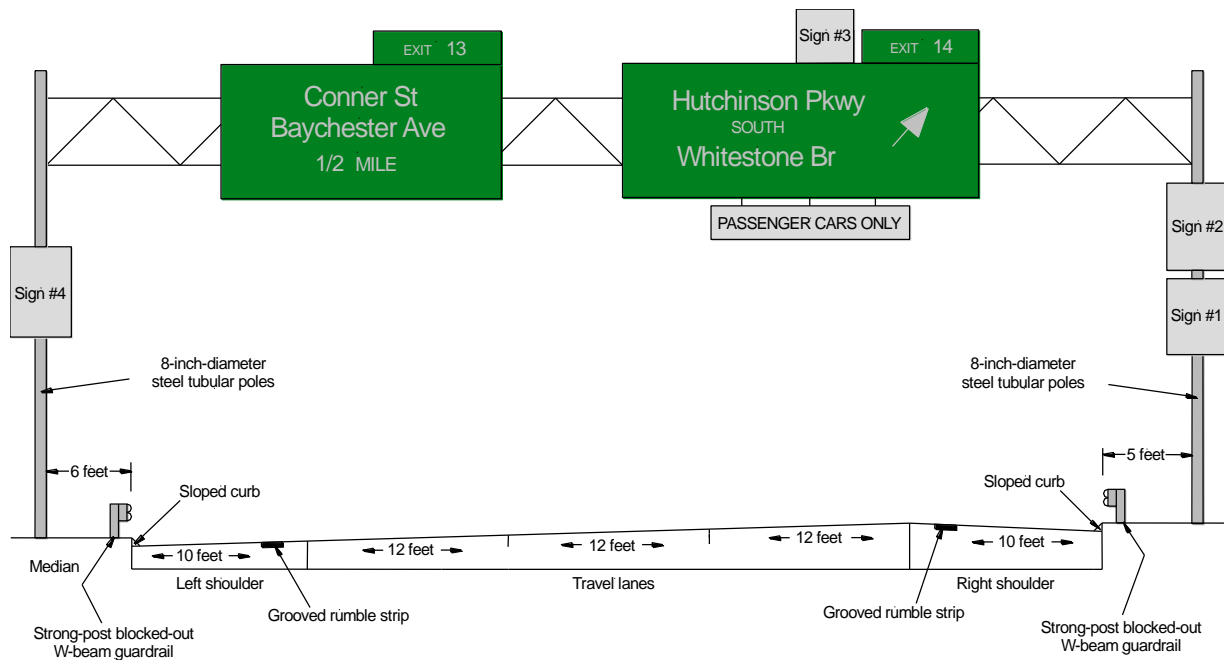 Sign #3
EXIT 13
EXIT 14
Conner St
Baychester Ave
1/2 MILE
Hutchinson Pkwy
SOUTH
Whitestone Br
PASSENGER CARS ONLY
Sign #2
Sign #4
Sign #1
8-inch-diameter
steel tubular poles
8-inch-diameter
steel tubular poles
6 feet
5 feet
Sloped curb
Sloped curb
10 feet
12 feet
12 feet
12 feet
10 feet
Median
Left shoulder
Travel lanes
Right shoulder
Grooved rumble strip
Grooved rumble strip
Strong-post blocked-out
W-beam guardrail
Strong-post blocked-out
W-beam guardrail